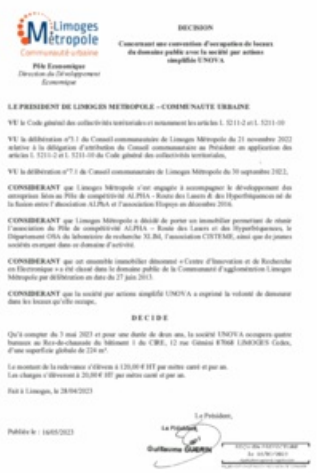 Limoges
Métropole
Communauté urbaine
Pôle Economique
Direction du Développement
Economique
DECISION
Concernant une convention d'occupation de locaux
du domaine public avec la société par actions
simplifiée UNOVA
LE PRESIDENT DE LIMOGES METROPOLE – COMMUNAUTE URBAINE
VU le Code général des collectivités territoriales et notamment les articles L 5211-2 et L 5211-10
VU la délibération n°3.1 du Conseil communautaire de Limoges Métropole du 21 novembre 2022
relative à la délégation d'attribution du Conseil communautaire au Président en application des
articles L 5211-2 et L 5211-10 du Code général des collectivités territoriales,
VU la délibération n°7.1 du Conseil communautaire de Limoges Métropole du 30 septembre 2022,
CONSIDERANT que Limoges Métropole s'est engagée à accompagner le développement des
entreprises liées au Pôle de compétitivité ALPHA - Route des Lasers & des Hyperfréquences né de
la fusion entre l'association ALPhA et l'association Elopsys en décembre 2016.
CONSIDERANT que Limoges Métropole a décidé de porter un immobilier permettant de réunir
l'association du Pôle de compétitivité ALPHA – Route des Lasers et des Hyperfréquences, le
Département OSA du laboratoire de recherche XLIM, l'association CISTEME, ainsi que de jeunes
sociétés exerçant dans ce domaine d'activité.
CONSIDERANT que cet ensemble immobilier dénommé « Centre d'Innovation et de Recherche
en Electronique » a été classé dans le domaine public de la Communauté d'agglomération Limoges
Métropole par délibération en date du 27 juin 2013.
CONSIDERANT que la société par actions simplifié UNOVA a exprimé la volonté de demeurer
dans les locaux qu'elle occupe,
D E C I D E
Qu'à compter du 3 mai 2023 et pour une durée de deux ans, la société UNOVA occupera quatre
bureaux au Rez-de-chaussée du bâtiment 1 du CIRE, 12 rue Gémini 87068 LIMOGES Cedex,
d'une superficie globale de 224 m².
Le montant de la redevance s'élèvera à 120,00 € HT par mètre carré et par an.
Les charges s'élèveront à 20,00 € HT par mètre carré et par an.
Fait à Limoges, le 28/04/2023
Le Président,
Publiée le : 16/05/2023
Le Président
Guillaume GUERIN